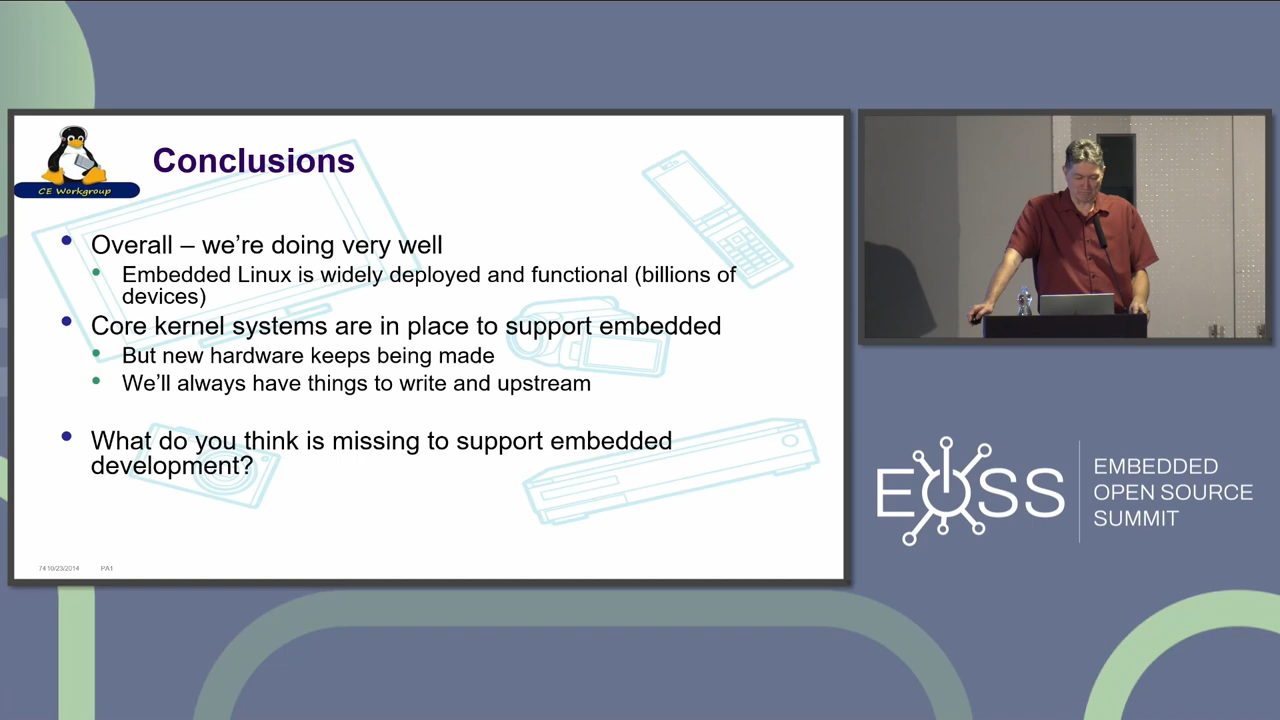 CE Workgroup
Conclusions
• Overall – we’re doing very well
• Embedded Linux is widely deployed and functional (billions of
devices)
• Core kernel systems are in place to support embedded
• But new hardware keeps being made
• We’ll always have things to write and upstream
• What do you think is missing to support embedded
development?
74 10/23/2014 PA1
EOSS
EMBEDDED
OPEN SOURCE
SUMMIT